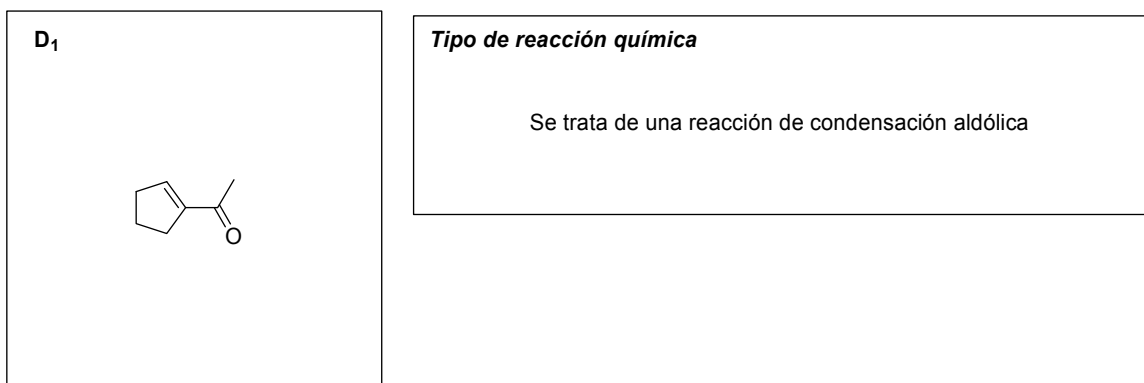 D₁
Tipo de reacción química
Se trata de una reacción de condensación aldólica
O